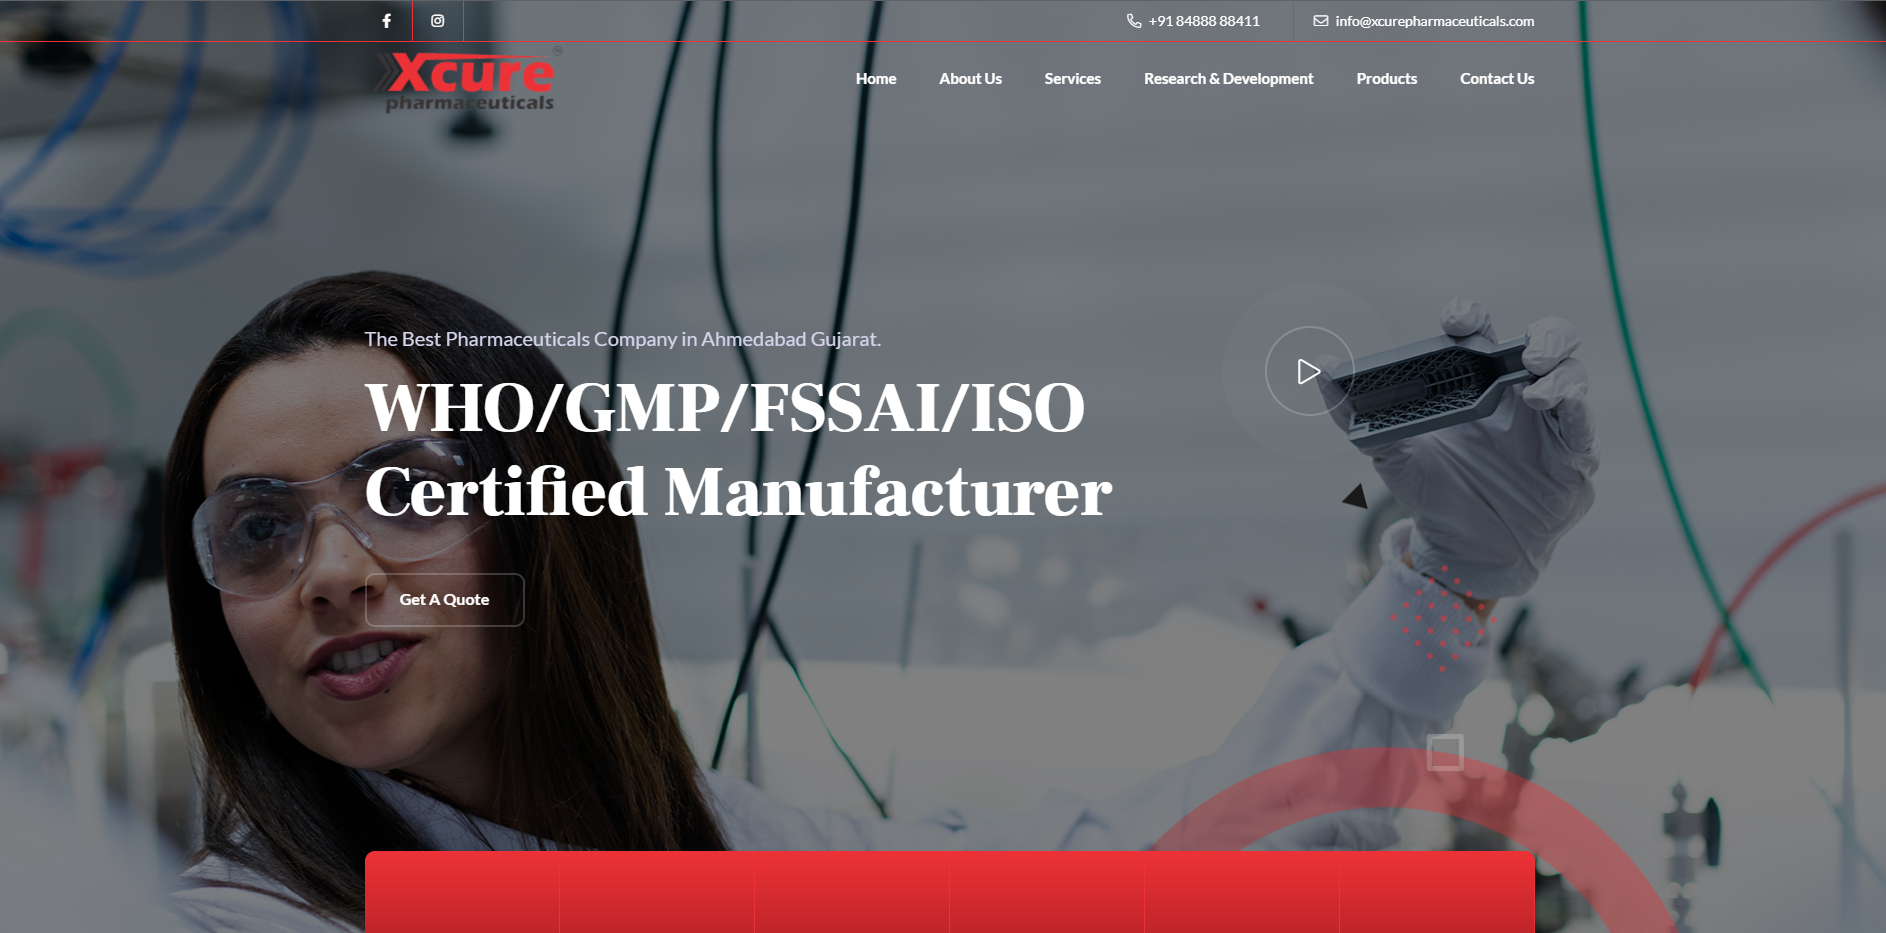 +91 84888 88411
info@xcurepharmaceuticals.com
Xcure
pharmaceuticals
Home
About Us
Services
Research & Development
Products
Contact Us
The Best Pharmaceuticals Company in Ahmedabad Gujarat.
WHO/GMP/FSSAI/ISO
Certified Manufacturer
Get A Quote